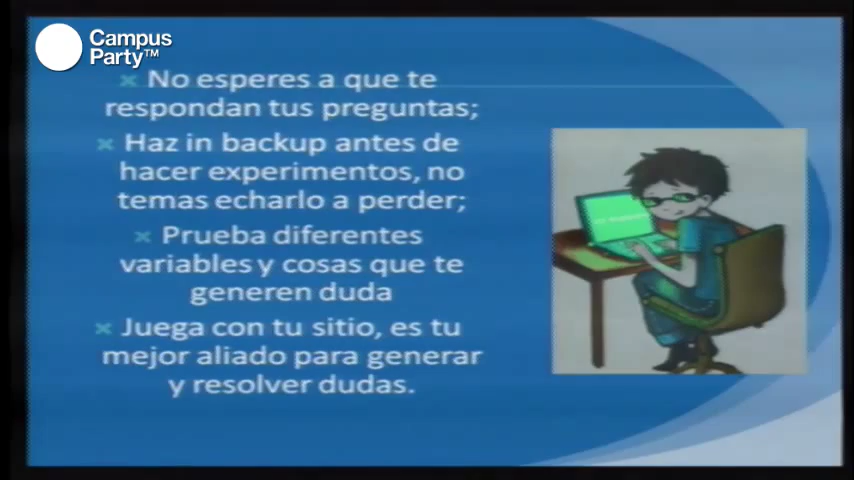 Campus
Party™
× No esperes a que te
respondan tus preguntas;
× Haz in backup antes de
hacer experimentos, no
temas echarlo a perder;
× Prueba diferentes
variables y cosas que te
generen duda
× Juega con tu sitio, es tu
mejor aliado para generar
y resolver dudas.